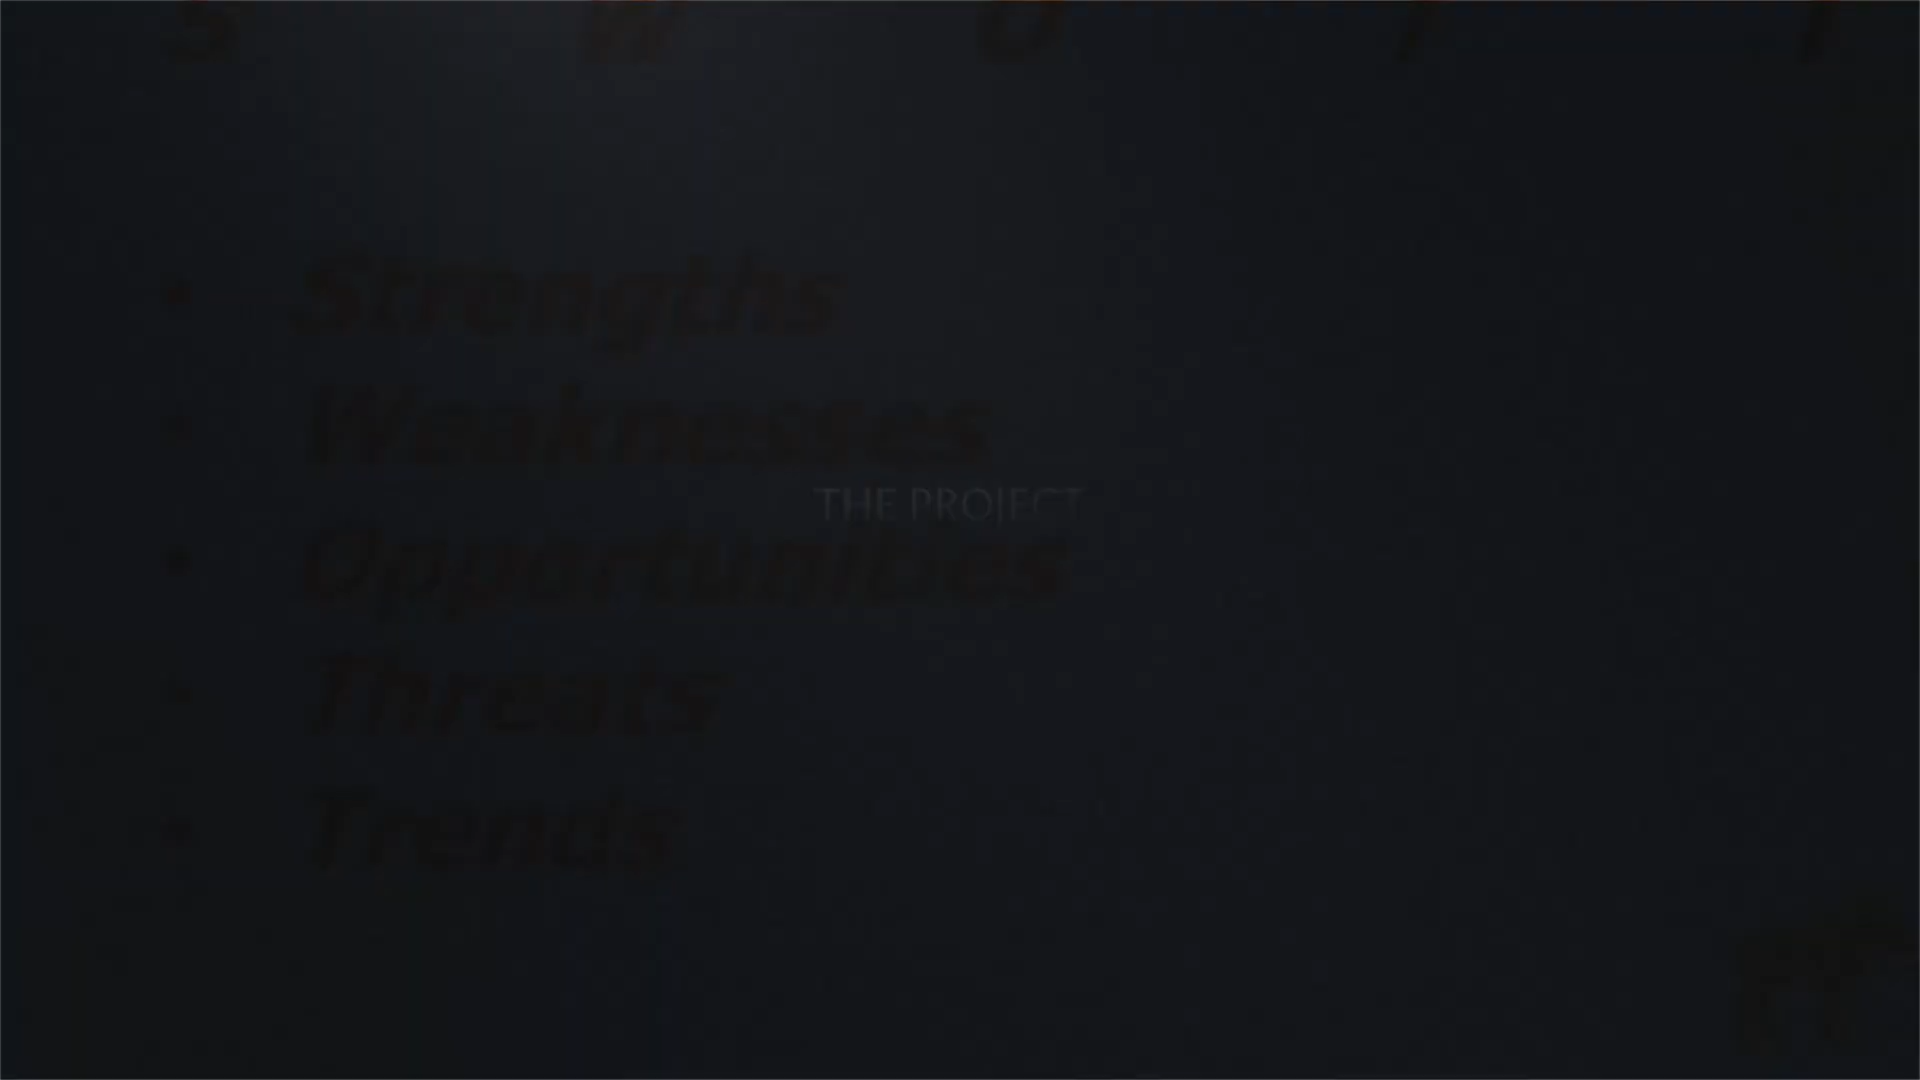 S W O T T
• Strengths
• Weaknesses
THE PROJECT
• Opportunities
• Threats
• Trends